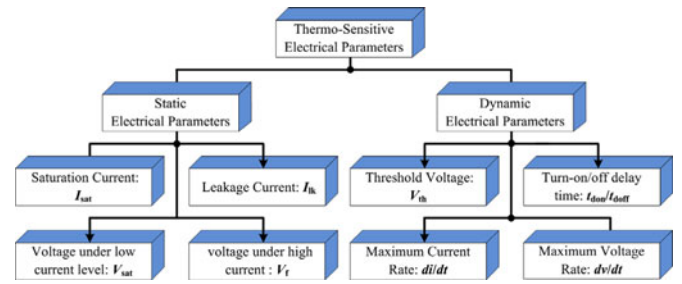 Thermo-Sensitive
Electrical Parameters
Static
Electrical Parameters
Dynamic
Electrical Parameters
Saturation Current:
Isat
Leakage Current: Ilk
Threshold Voltage:
Vth
Turn-on/off delay
time: tdon/tdoff
Voltage under low
current level: Vsat
voltage under high
current : Vf
Maximum Current
Rate: di/dt
Maximum Voltage
Rate: dv/dt